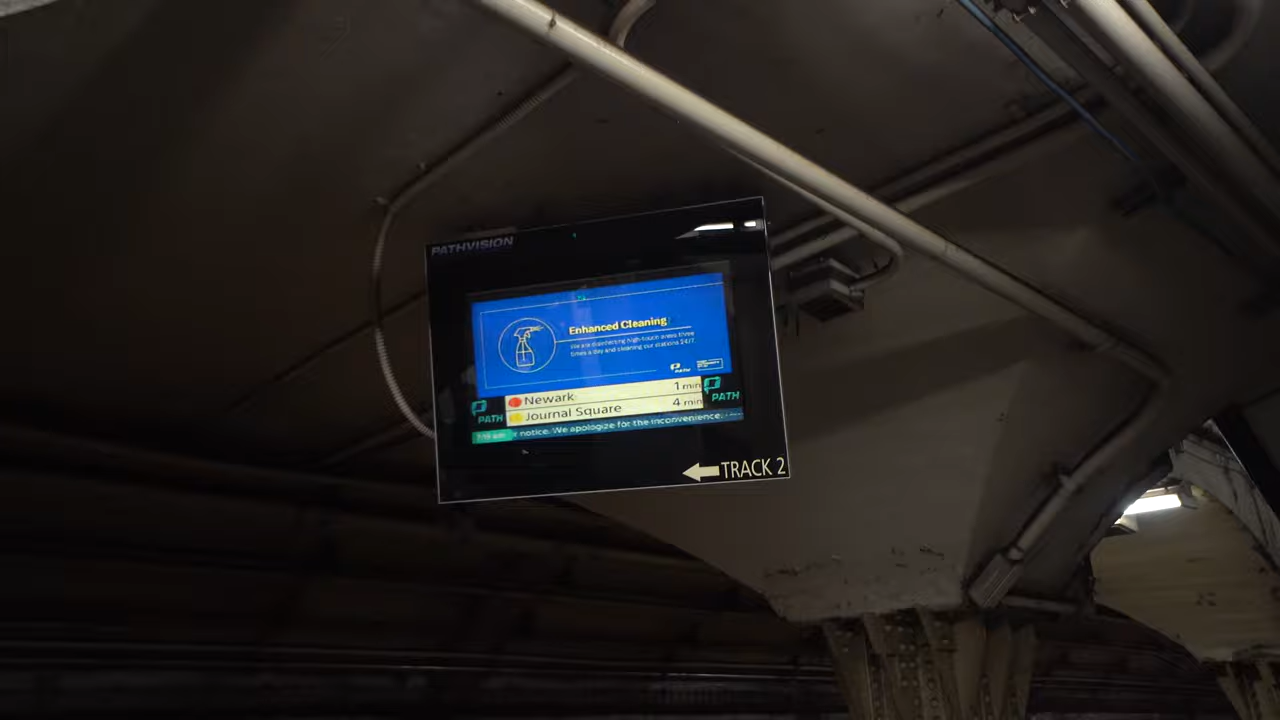 PATHVISION
Enhanced Cleaning
We are disinfecting high-touch areas three
times a day and cleaning our stations 24/7.
PATH
Newark 1 min
Journal Square 4 min
PATH
PATH
notice. We apologize for the inconvenience.
TRACK 2